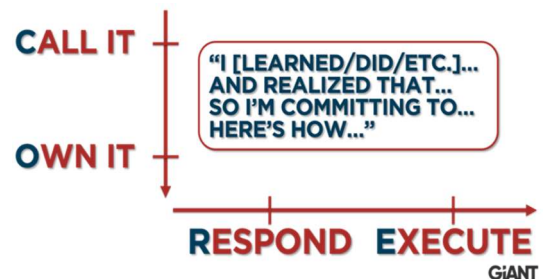 CALL IT
"I [LEARNED/DID/ETC.]...
AND REALIZED THAT...
SO I'M COMMITTING TO...
HERE'S HOW..."
OWN IT
RESPOND EXECUTE
GiANT